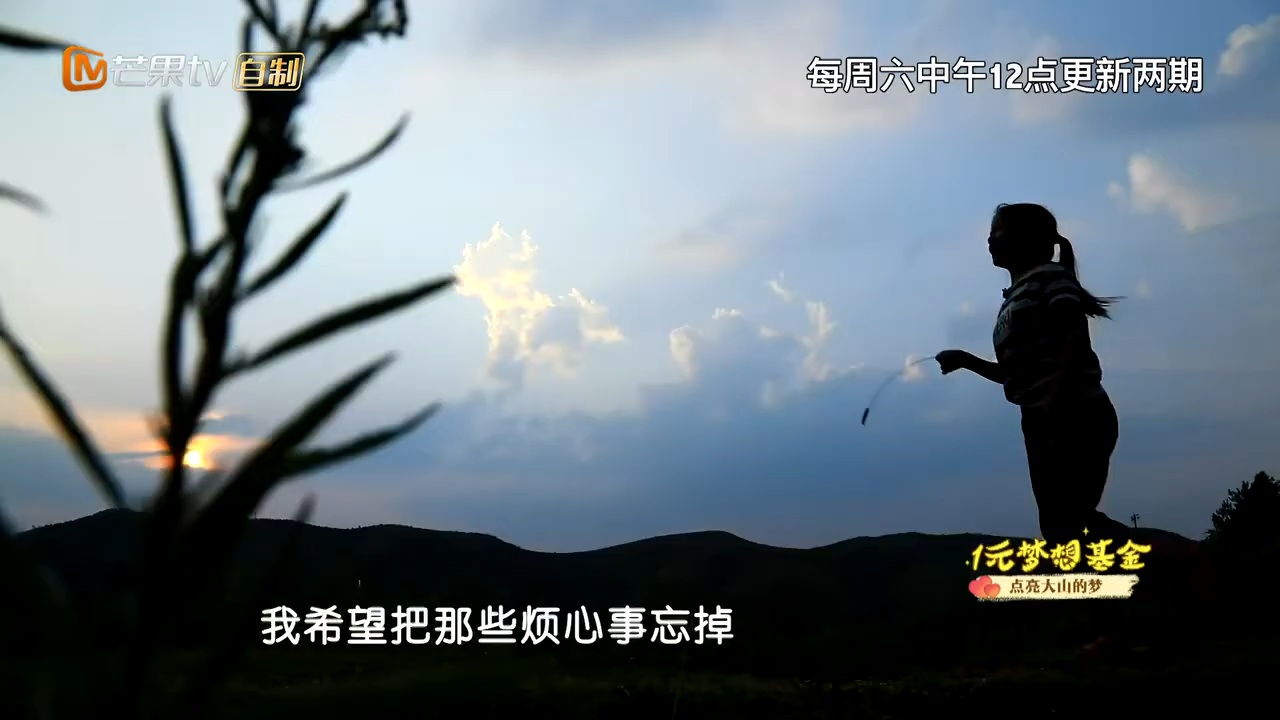 芒果tv 自制
每周六中午12点更新两期
1元梦想基金
点亮大山的梦
我希望把那些烦心事忘掉